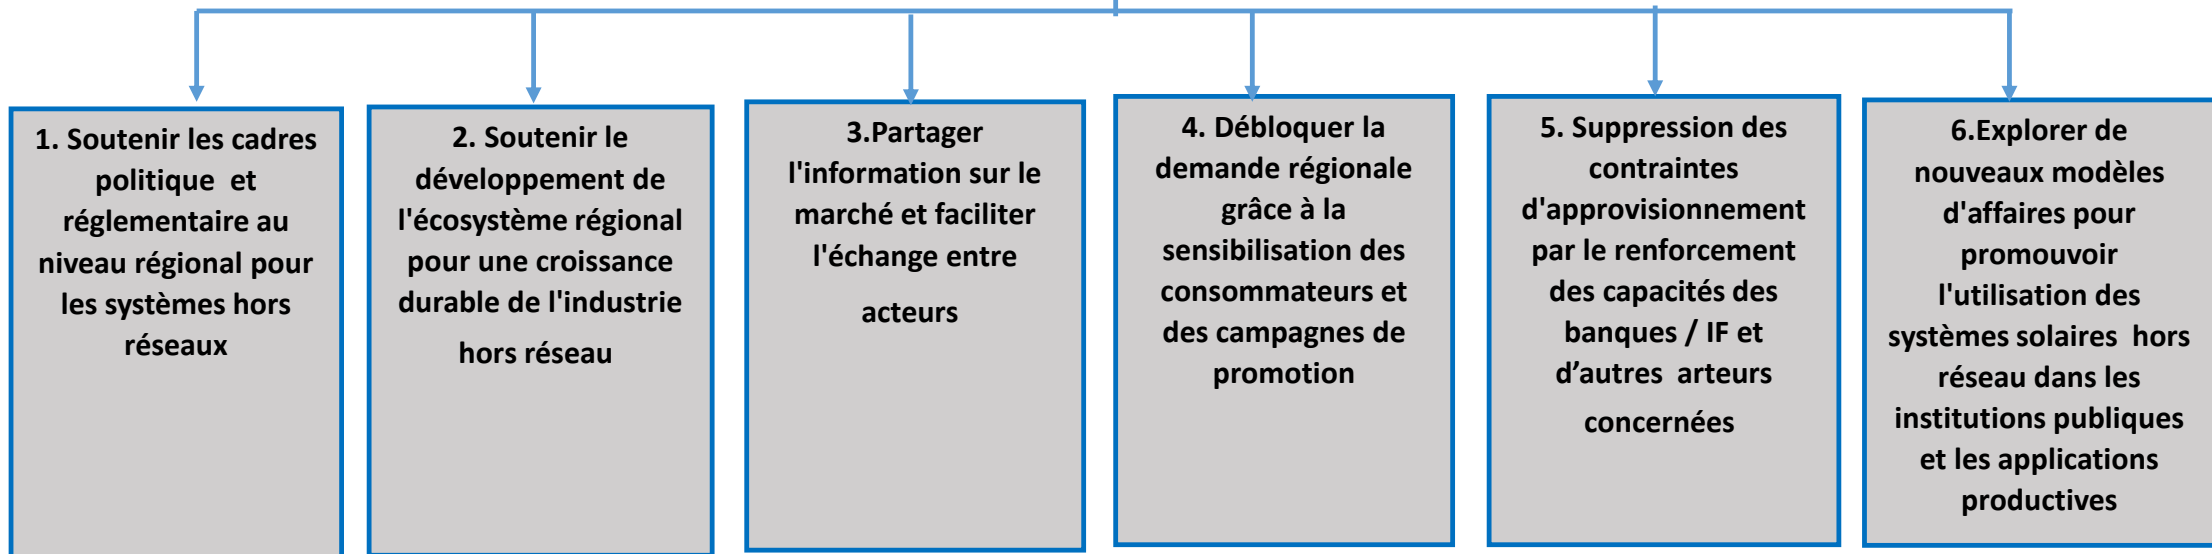 1. Soutenir les cadres
politique et
réglementaire au
niveau régional pour
les systèmes hors
réseaux
2. Soutenir le
développement de
l'écosystème régional
pour une croissance
durable de l'industrie
hors réseau
3.Partager
l'information sur le
marché et faciliter
l'échange entre
acteurs
4. Débloquer la
demande régionale
grâce à la
sensibilisation des
consommateurs et
des campagnes de
promotion
5. Suppression des
contraintes
d'approvisionnement
par le renforcement
des capacités des
banques / IF et
d’autres arteurs
concernées
6.Explorer de
nouveaux modèles
d'affaires pour
promouvoir
l'utilisation des
systèmes solaires hors
réseau dans les
institutions publiques
et les applications
productives